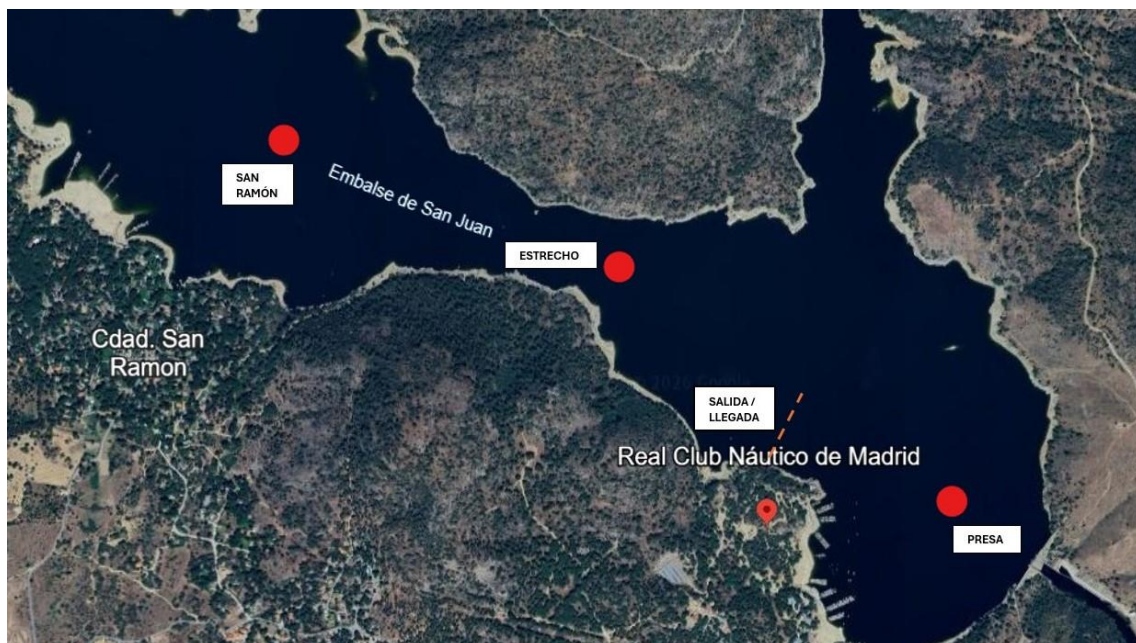 SAN
RAMÓN
Embalse de San Juan
ESTRECHO
Cdad. San
Ramon
SALIDA /
LLEGADA
Real Club Náutico de Madrid
PRESA